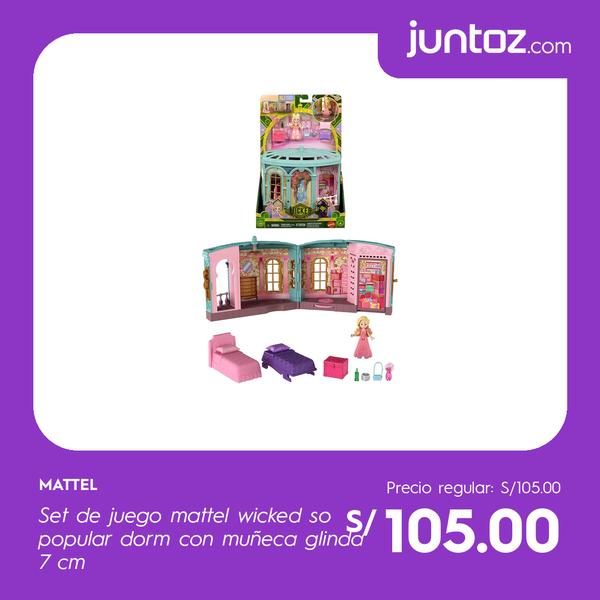 juntoz.com
WICKED
MATTEL
Precio regular: S/105.00
Set de juego mattel wicked so
popular dorm con muñeca glinda
7 cm
S/ 105.00